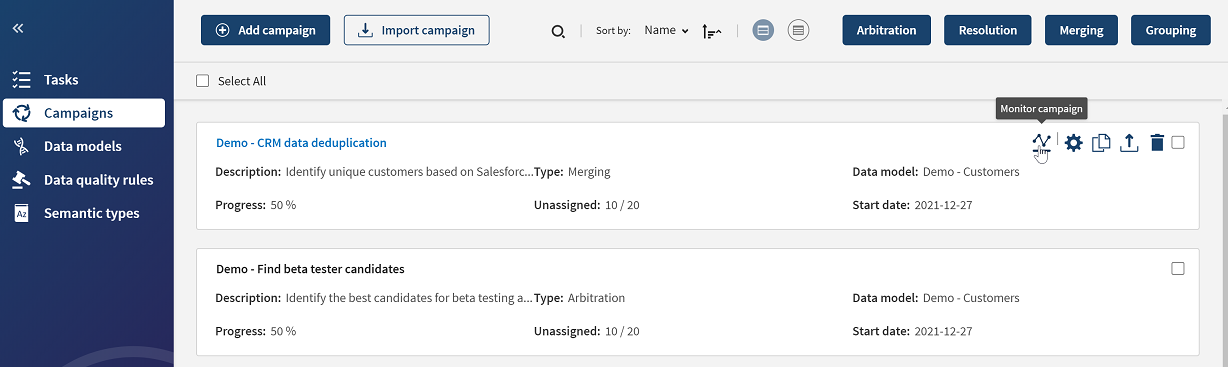 «
Add campaign
Import campaign
Sort by: Name
Arbitration
Resolution
Merging
Grouping
Tasks
Campaigns
Data models
Data quality rules
Az Semantic types
Select All
Monitor campaign
Demo - CRM data deduplication
Description: Identify unique customers based on Salesforc... Type: Merging Data model: Demo - Customers
Progress: 50 % Unassigned: 10 / 20 Start date: 2021-12-27
Demo - Find beta tester candidates
Description: Identify the best candidates for beta testing a... Type: Arbitration Data model: Demo - Customers
Progress: 50 % Unassigned: 10 / 20 Start date: 2021-12-27